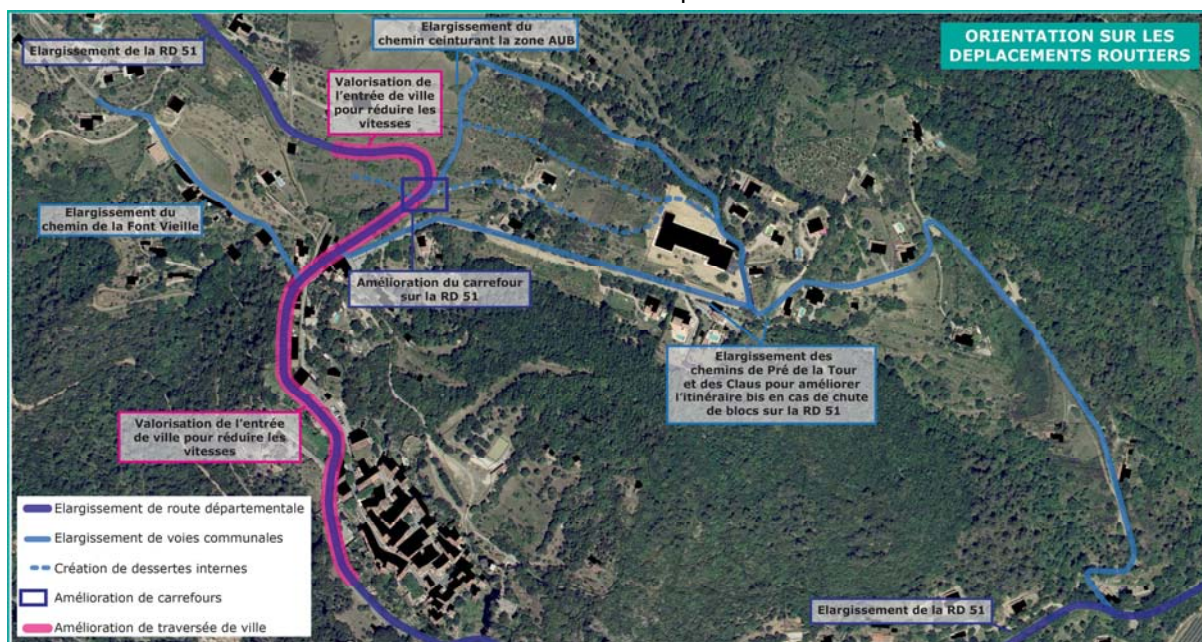 ORIENTATION SUR LES
DEPLACEMENTS ROUTIERS
Elargissement du
chemin ceinturant la zone AUB
Elargissement de la RD 51
Valorisation de
l'entrée de ville
pour réduire les
vitesses
Elargissement du
chemin de la Font Vieille
Amélioration du carrefour
sur la RD 51
Elargissement des
chemins de Pré de la Tour
et des Claus pour améliorer
l'itinéraire bis en cas de chute
de blocs sur la RD 51
Valorisation de l'entrée
de ville pour réduire les
vitesses
Elargissement de route départementale
Elargissement de voies communales
Création de dessertes internes
Amélioration de carrefours
Amélioration de traversée de ville
Elargissement de la RD 51